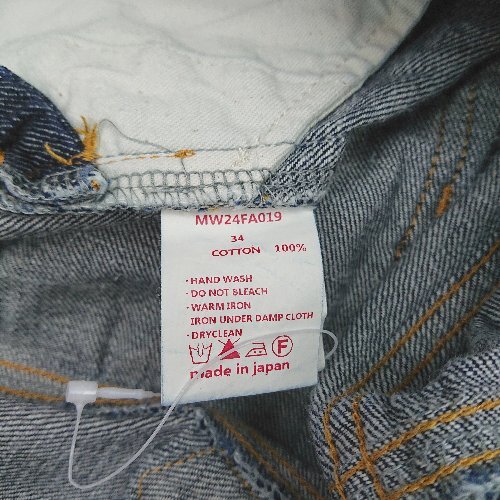 MW24FA019
34
COTTON 100%
·HAND WASH
·DO NOT BLEACH
·WARM IRON
IRON UNDER DAMP CLOTH
·DRYCLEAN
F
made in japan